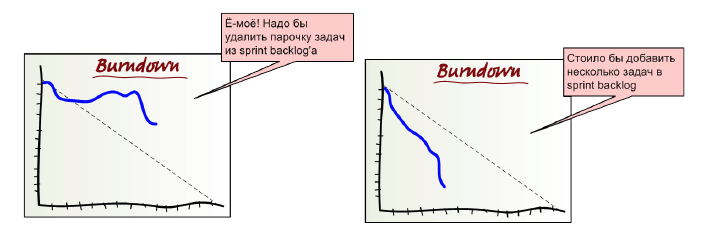 Ё-моё! Надо бы
удалить парочку задач
из sprint backlog'а
Burndown
Стоило бы добавить
несколько задач в
sprint backlog
Burndown